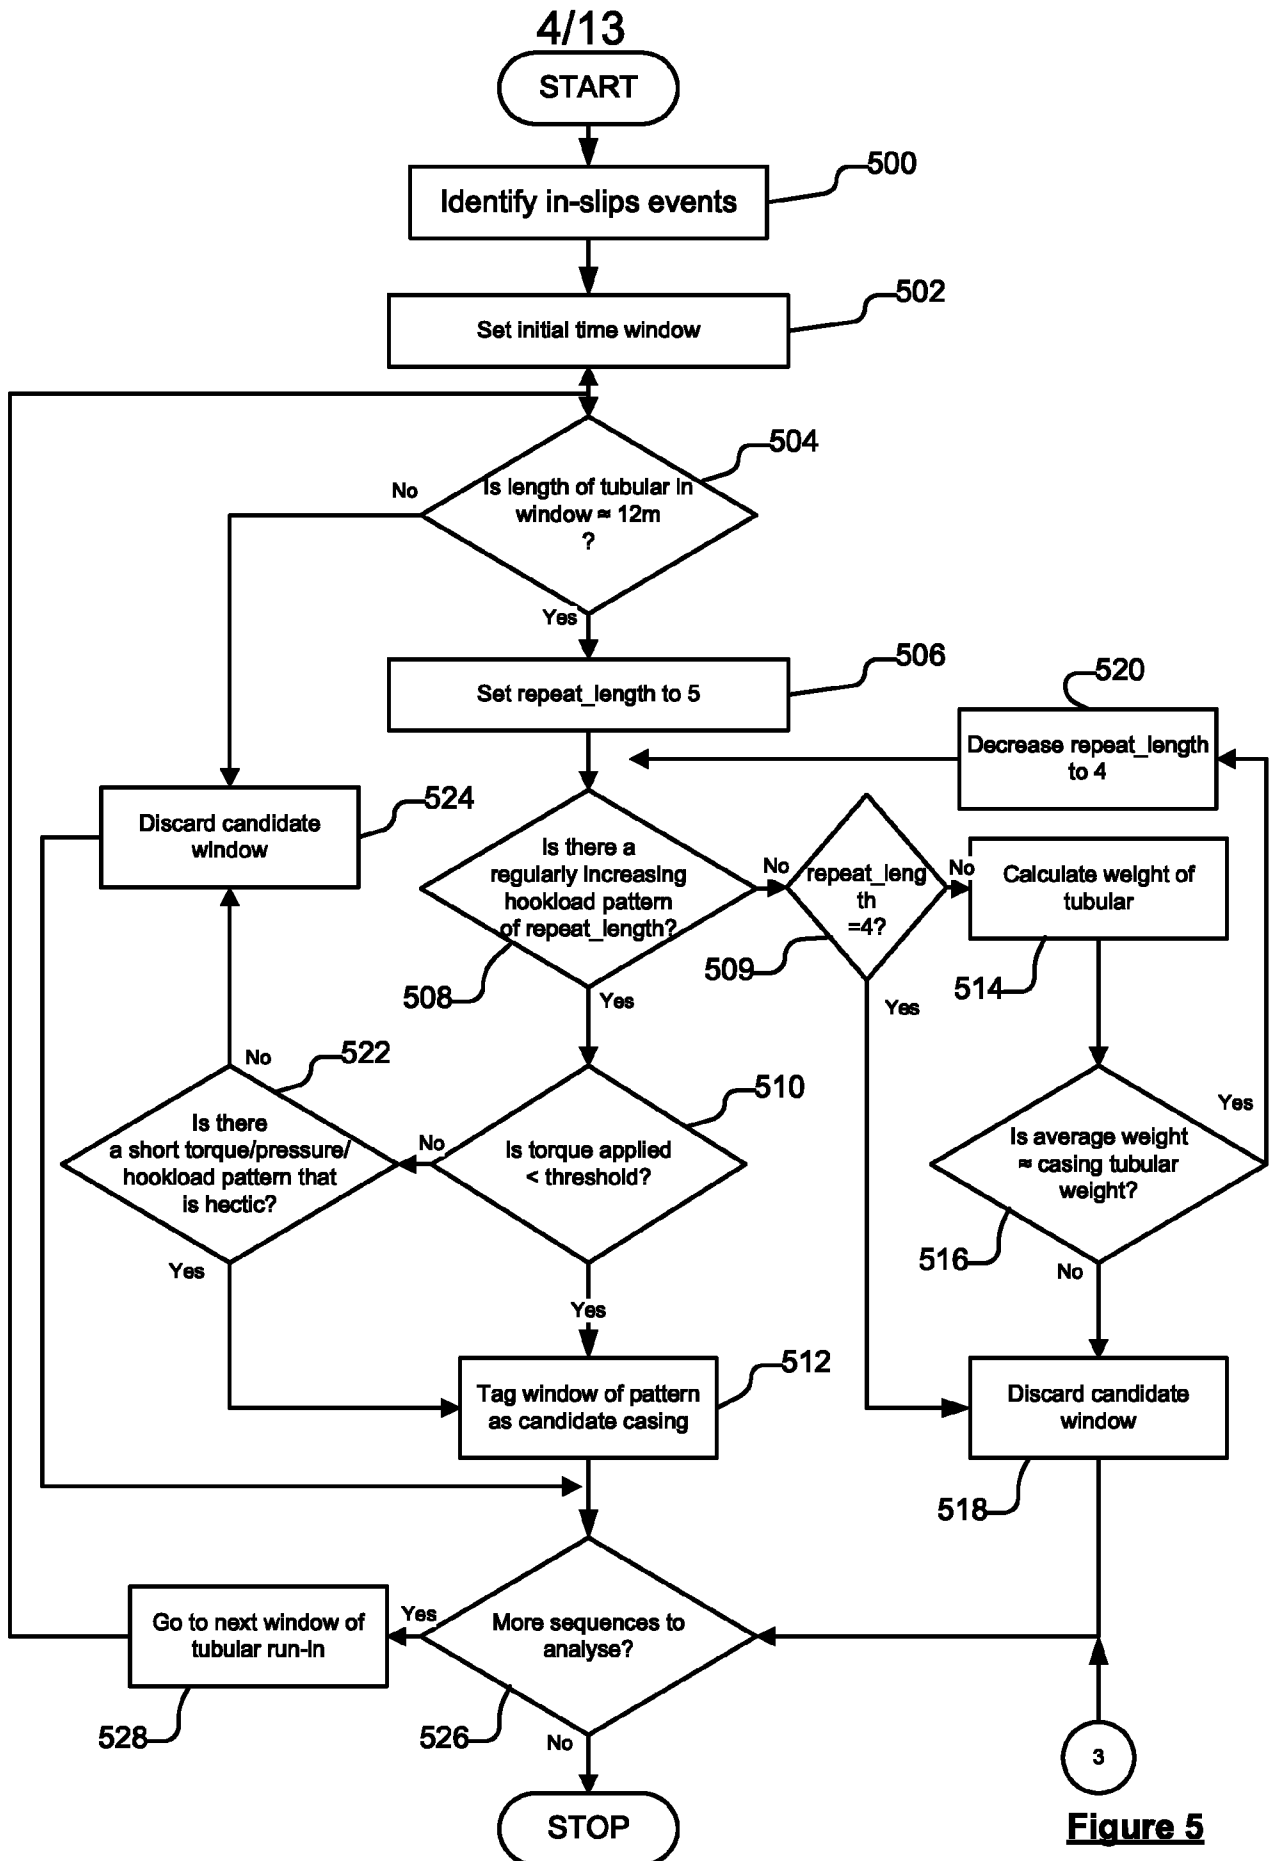 4/13
START
Identify in-slips events
500
Set initial time window
502
504
Is length of tubular in
window ≈ 12m
?
No
Yes
Set repeat_length to 5
506
520
Decrease repeat_length
to 4
Discard candidate
window
524
Is there a
regularly increasing
hookload pattern
of repeat_length?
No
508
Yes
repeat_leng
th
=4?
No
509
Yes
Calculate weight of
tubular
514
No
522
Is there
a short torque/pressure/
hookload pattern that
is hectic?
Yes
No
510
Is torque applied
< threshold?
Yes
Is average weight
≈ casing tubular
weight?
Yes
516
No
Tag window of pattern
as candidate casing
512
Discard candidate
window
518
Go to next window of
tubular run-in
528
Yes
More sequences to
analyse?
526
No
3
STOP
Figure 5